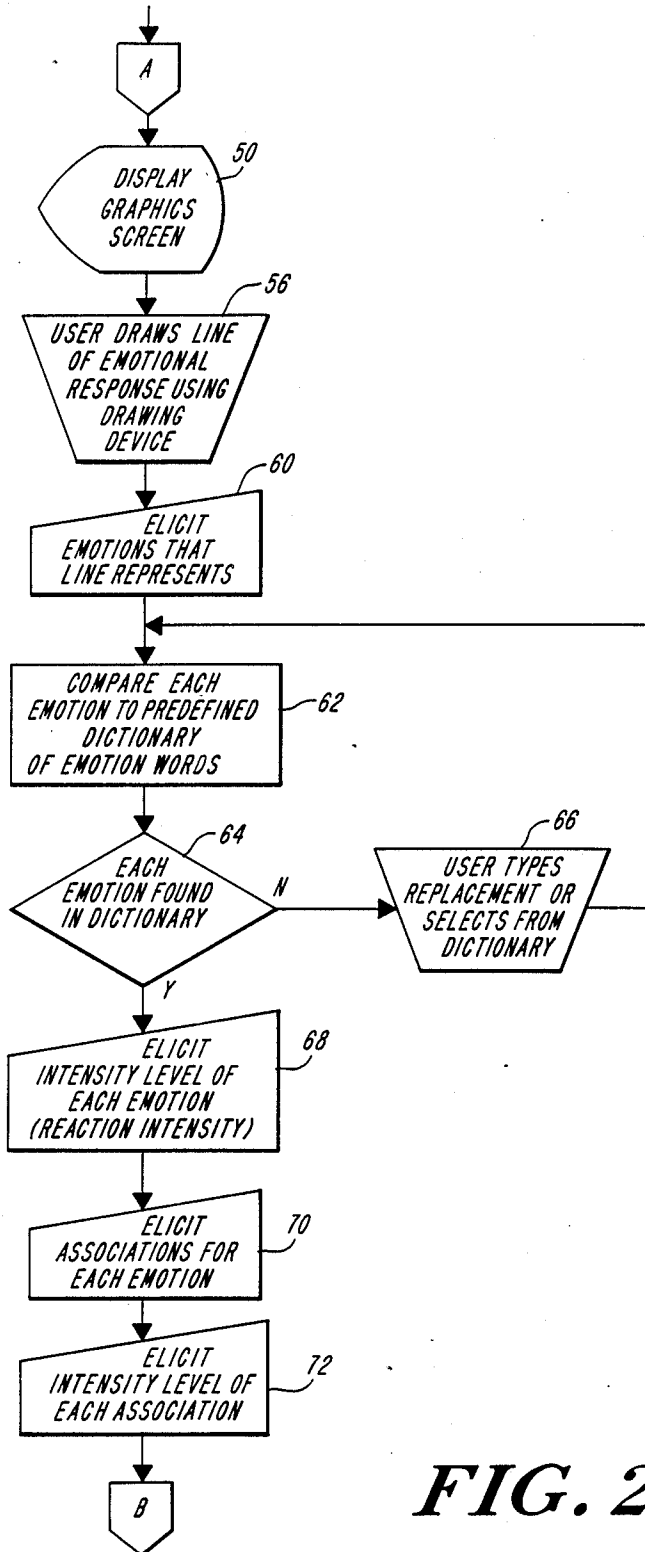 A
50
DISPLAY
GRAPHICS
SCREEN
56
USER DRAWS LINE
OF EMOTIONAL
RESPONSE USING
DRAWING
DEVICE
60
ELICIT
EMOTIONS THAT
LINE REPRESENTS
COMPARE EACH
EMOTION TO PREDEFINED
DICTIONARY
OF EMOTION WORDS
62
64
EACH
EMOTION FOUND
IN DICTIONARY
N
66
USER TYPES
REPLACEMENT OR
SELECTS FROM
DICTIONARY
Y
ELICIT
INTENSITY LEVEL OF
EACH EMOTION
(REACTION INTENSITY)
68
ELICIT
ASSOCIATIONS FOR
EACH EMOTION
70
ELICIT
INTENSITY LEVEL OF
EACH ASSOCIATION
72
B
FIG. 2